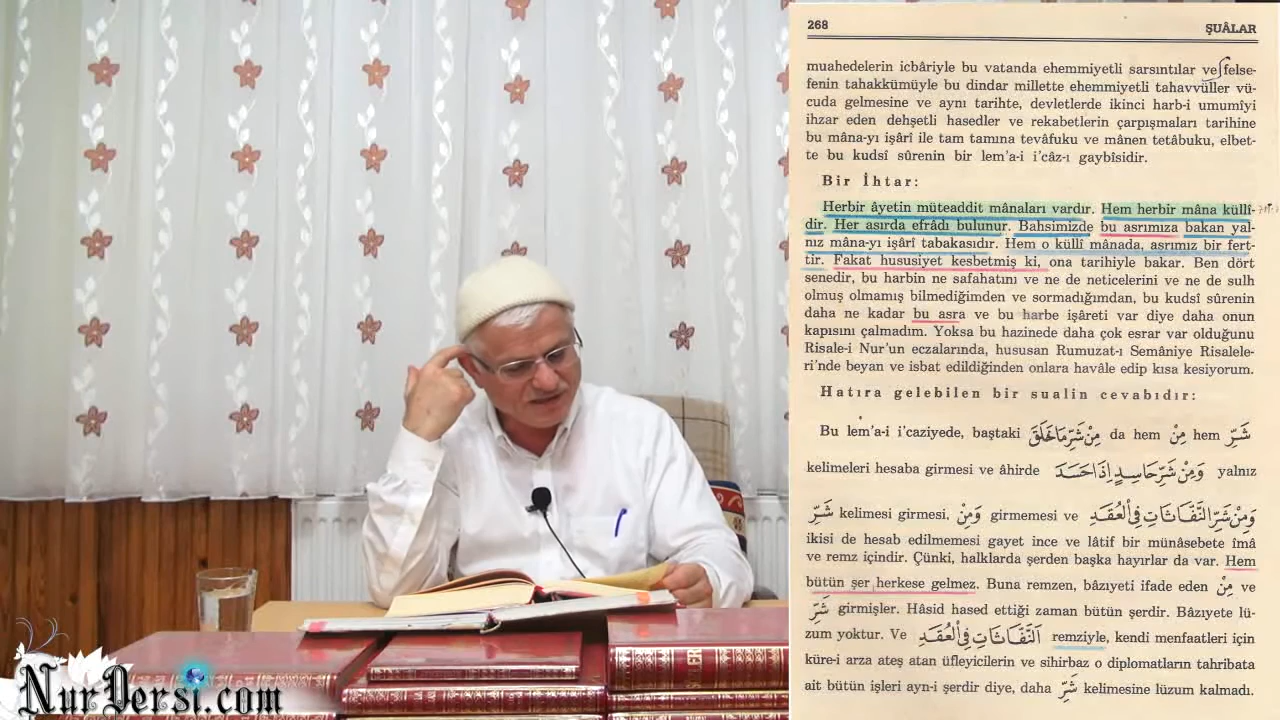 268
ŞUÂLAR
muahedelerin icbâriyle bu vatanda ehemmiyetli sarsıntılar ve felse-
fenin tahakkümüyle bu dindar millette ehemmiyetli tahavvüller vü-
cuda gelmesine ve aynı tarihte, devletlerde ikinci harb-i umumîyi
ihzar eden dehşetli hasedler ve rekabetlerin çarpışmaları tarihine
bu mâna-yı işârî ile tam tamına tevâfuku ve mânen tetâbuku, elbet-
te bu kudsî sûrenin bir lem'a-i i'câz-ı gaybîsidir.
Bir İhtar:
Herbir âyetin müteaddit mânaları vardır. Hem herbir mâna küllî-
dir. Her asırda efrâdı bulunur. Bahsimizde bu asrımıza bakan yal-
nız mâna-yı işârî tabakasıdır. Hem o küllî mânada, asrımız bir fert-
tir. Fakat hususiyet kesbetmiş ki, ona tarihiyle bakar. Ben dört
senedir, bu harbin ne safahatını ve ne de neticelerini ve ne de sulh
olmuş olmamış bilmediğimden ve sormadığımdan, bu kudsî sûrenin
daha ne kadar bu asra ve bu harbe işâreti var diye daha onun
kapısını çalmadım. Yoksa bu hazinede daha çok esrar var olduğunu
Risale-i Nur'un eczalarında, hususan Rumuzat-ı Semâniye Risalele-
ri'nde beyan ve isbat edildiğinden onlara havâle edip kısa kesiyorum.
Hatıra gelebilen bir sualin cevabıdır:
Bu lem'a-i i'caziyede, baştaki مِنْ شَرِّ مَا خَلَقَ da hem مِنْ hem شَرِّ
kelimeleri hesaba girmesi ve âhirde وَمِنْ شَرِّ حَاسِدٍ اِذَا حَسَدَ yalnız
شَرِّ kelimesi girmesi, وَمِنْ girmemesi ve وَمِنْ شَرِّ النَّفَّاثَاتِ فِى الْعُقَدِ
ikisi de hesab edilmemesi gayet ince ve lâtif bir münâsebete îmâ
ve remz içindir. Çünki, halklarda şerden başka hayırlar da var. Hem
bütün şer herkese gelmez. Buna remzen, bâzıyeti ifade eden مِنْ ve
شَرِّ girmişler. Hâsid hased ettiği zaman bütün şerdir. Bâzıyete lü-
zum yoktur. Ve اَلنَّفَّاثَاتِ فِى الْعُقَدِ remziyle, kendi menfaatleri için
küre-i arza ateş atan üfleyicilerin ve sihirbaz o diplomatların tahribata
ait bütün işleri ayn-i şerdir diye, daha شَرِّ kelimesine lüzum kalmadı.
NurDersi.com